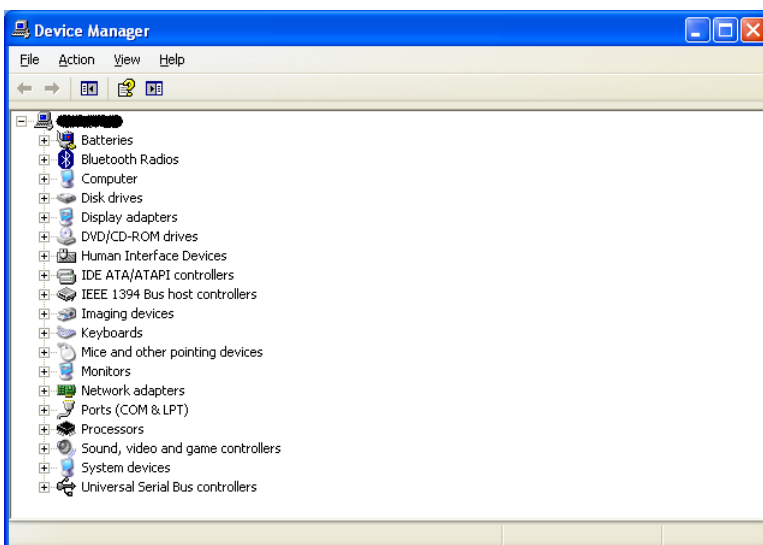 Device Manager
File Action View Help
Batteries
Bluetooth Radios
Computer
Disk drives
Display adapters
DVD/CD-ROM drives
Human Interface Devices
IDE ATA/ATAPI controllers
IEEE 1394 Bus host controllers
Imaging devices
Keyboards
Mice and other pointing devices
Monitors
Network adapters
Ports (COM & LPT)
Processors
Sound, video and game controllers
System devices
Universal Serial Bus controllers